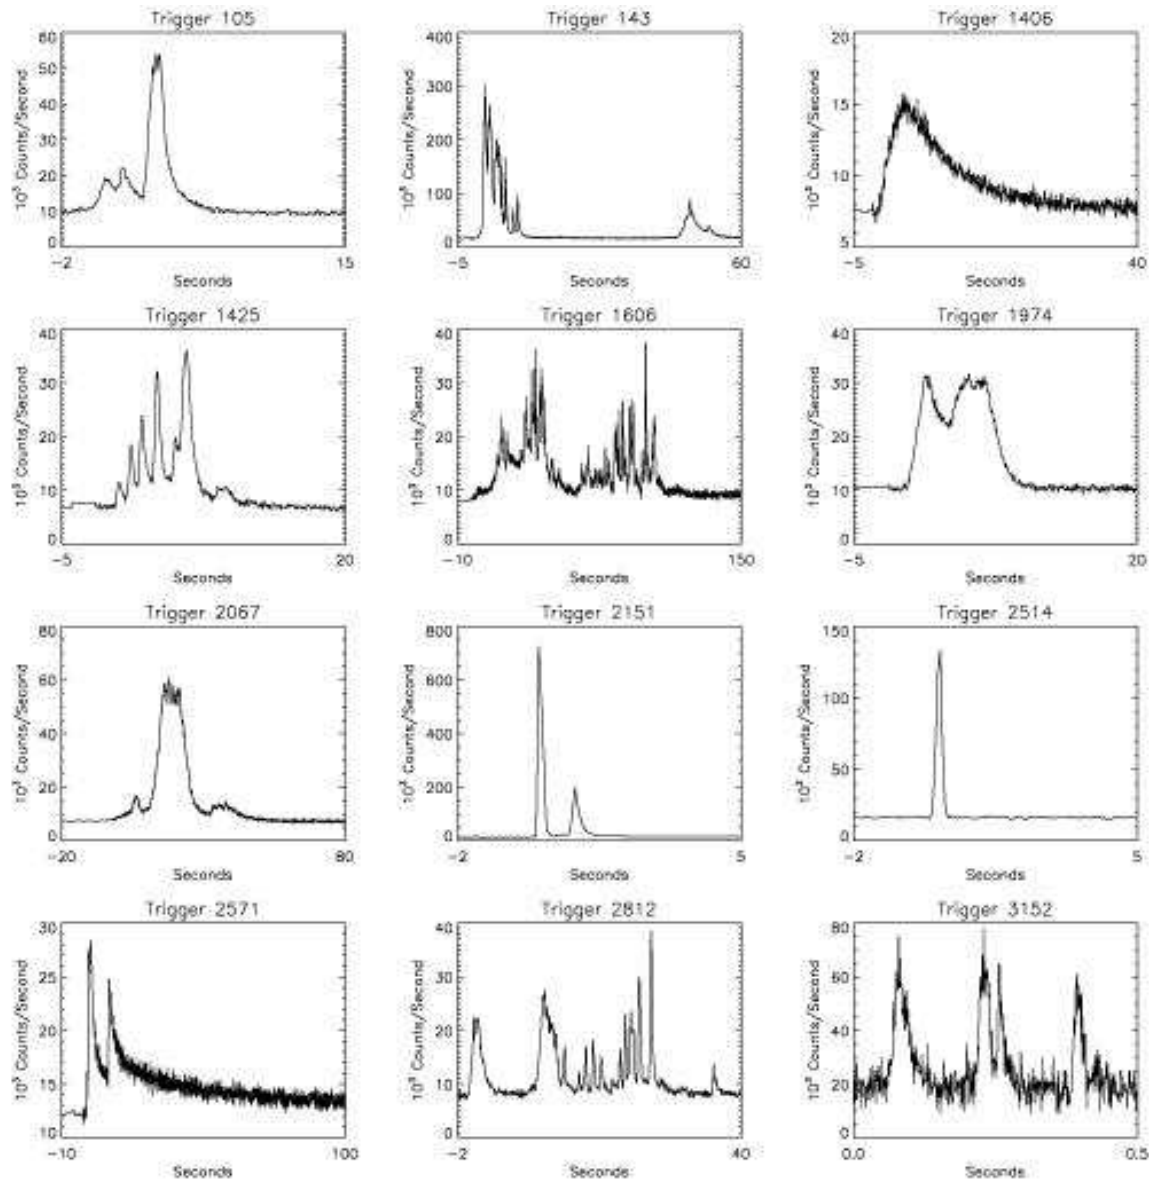 Trigger 105
60
50
40
30
20
10
0
10³ Counts/Second
-2
15
Seconds
Trigger 143
400
300
200
100
0
10³ Counts/Second
-5
60
Seconds
Trigger 1406
20
15
10
5
10³ Counts/Second
-5
40
Seconds
Trigger 1425
40
30
20
10
0
10³ Counts/Second
-5
20
Seconds
Trigger 1606
40
30
20
10
0
10³ Counts/Second
-10
150
Seconds
Trigger 1974
40
30
20
10
0
10³ Counts/Second
-5
20
Seconds
Trigger 2067
80
60
40
20
0
10³ Counts/Second
-20
80
Seconds
Trigger 2151
800
600
400
200
0
10³ Counts/Second
-2
5
Seconds
Trigger 2514
150
100
50
0
10³ Counts/Second
-2
5
Seconds
Trigger 2571
30
25
20
15
10
10³ Counts/Second
-10
100
Seconds
Trigger 2812
40
30
20
10
0
10³ Counts/Second
-2
40
Seconds
Trigger 3152
80
60
40
20
0
10³ Counts/Second
0.0
0.5
Seconds